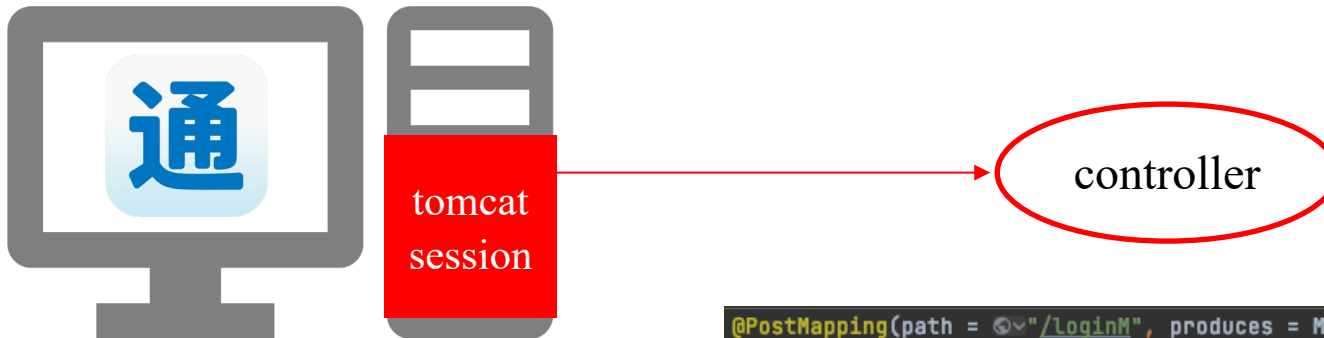 通
tomcat
session
controller
@PostMapping(path = "/loginM", produces = M